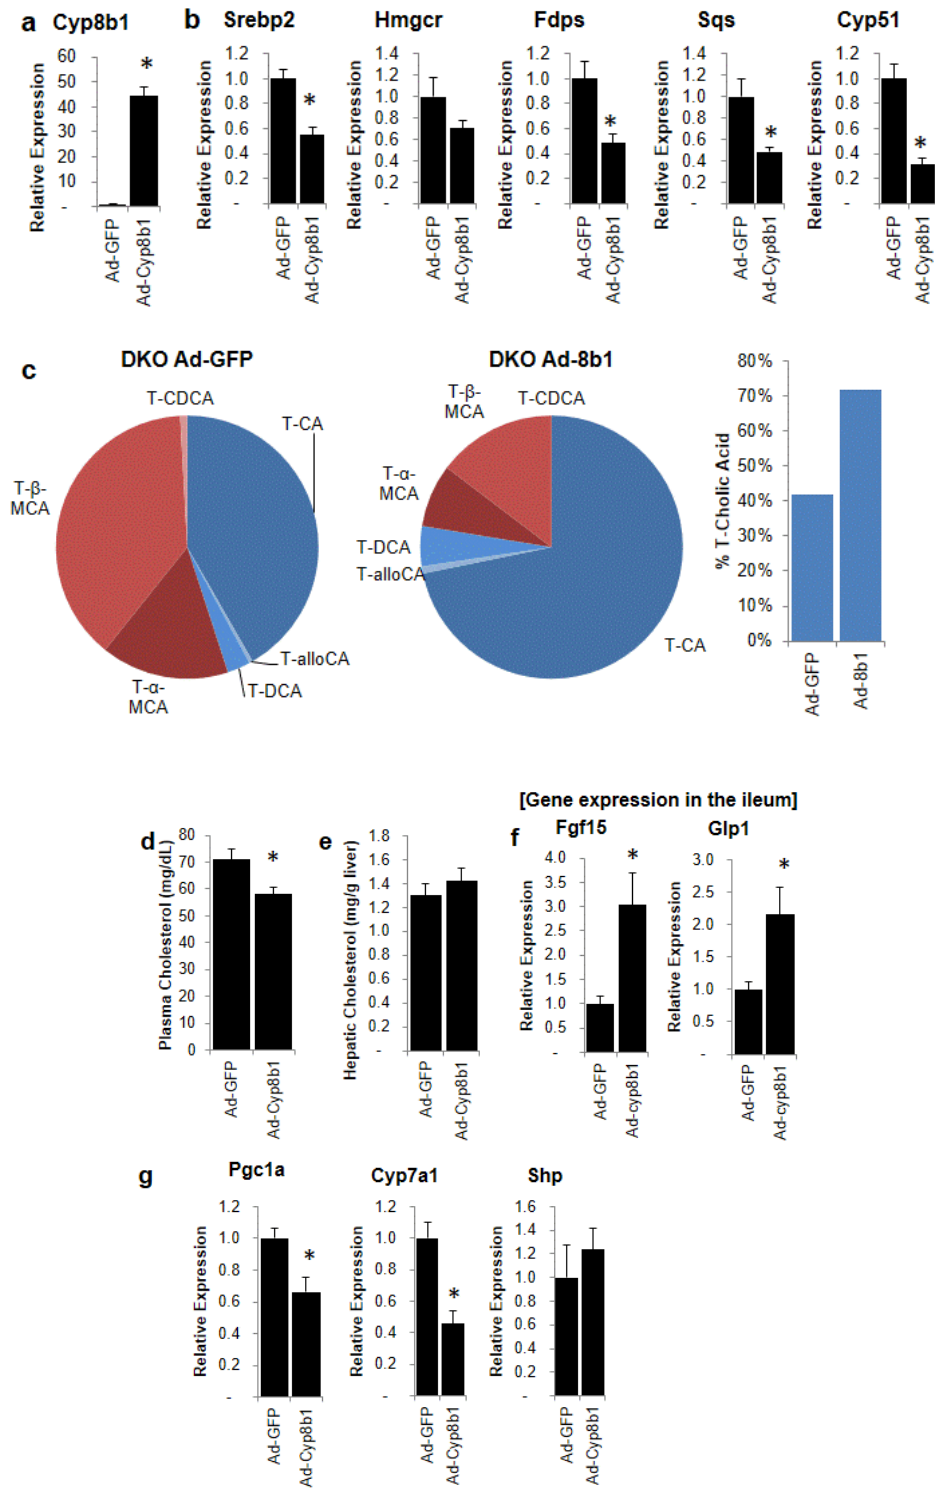 a Cyp8b1
Relative Expression
60
50
40
30
20
10
-
*
Ad-GFP
Ad-Cyp8b1
b Srebp2
Relative Expression
1.2
1.0
0.8
0.6
0.4
0.2
-
*
Ad-GFP
Ad-Cyp8b1
Hmgcr
Relative Expression
1.4
1.2
1.0
0.8
0.6
0.4
0.2
-
Ad-GFP
Ad-Cyp8b1
Fdps
Relative Expression
1.2
1.0
0.8
0.6
0.4
0.2
-
*
Ad-GFP
Ad-Cyp8b1
Sqs
Relative Expression
1.4
1.2
1.0
0.8
0.6
0.4
0.2
-
*
Ad-GFP
Ad-Cyp8b1
Cyp51
Relative Expression
1.2
1.0
0.8
0.6
0.4
0.2
-
*
Ad-GFP
Ad-Cyp8b1
c
DKO Ad-GFP
T-CDCA
T-CA
T-β-
MCA
T-alloCA
T-DCA
T-α-
MCA
DKO Ad-8b1
T-β-
MCA
T-CDCA
T-α-
MCA
T-DCA
T-alloCA
T-CA
% T-Cholic Acid
80%
70%
60%
50%
40%
30%
20%
10%
0%
Ad-GFP
Ad-8b1
d
Plasma Cholesterol (mg/dL)
80
70
60
50
40
30
20
10
0
*
Ad-GFP
Ad-Cyp8b1
e
Hepatic Cholesterol (mg/g liver)
1.8
1.6
1.4
1.2
1.0
0.8
0.6
0.4
0.2
-
Ad-GFP
Ad-Cyp8b1
[Gene expression in the ileum]
f
Fgf15
Relative Expression
4.0
3.5
3.0
2.5
2.0
1.5
1.0
0.5
-
*
Ad-GFP
Ad-cyp8b1
Glp1
Relative Expression
3.0
2.5
2.0
1.5
1.0
0.5
-
*
Ad-GFP
Ad-cyp8b1
g
Pgc1a
Relative Expression
1.2
1.0
0.8
0.6
0.4
0.2
-
*
Ad-GFP
Ad-Cyp8b1
Cyp7a1
Relative Expression
1.2
1.0
0.8
0.6
0.4
0.2
-
*
Ad-GFP
Ad-Cyp8b1
Shp
Relative Expression
1.6
1.4
1.2
1.0
0.8
0.6
0.4
0.2
-
Ad-GFP
Ad-Cyp8b1